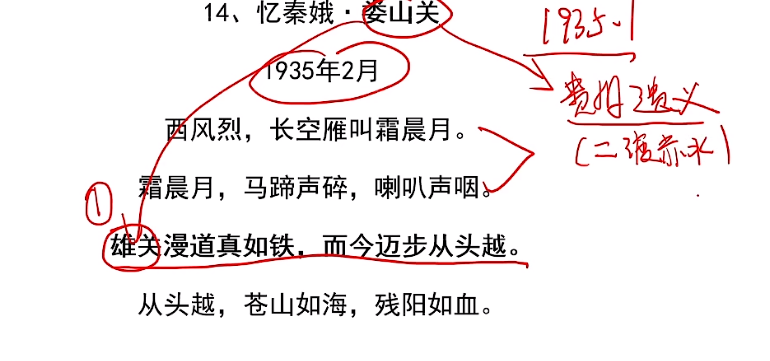 14、忆秦娥·娄山关
1935.1
1935年2月
贵州遵义
(二渡赤水)
西风烈，长空雁叫霜晨月。
霜晨月，马蹄声碎，喇叭声咽。
①
雄关漫道真如铁，而今迈步从头越。
从头越，苍山如海，残阳如血。